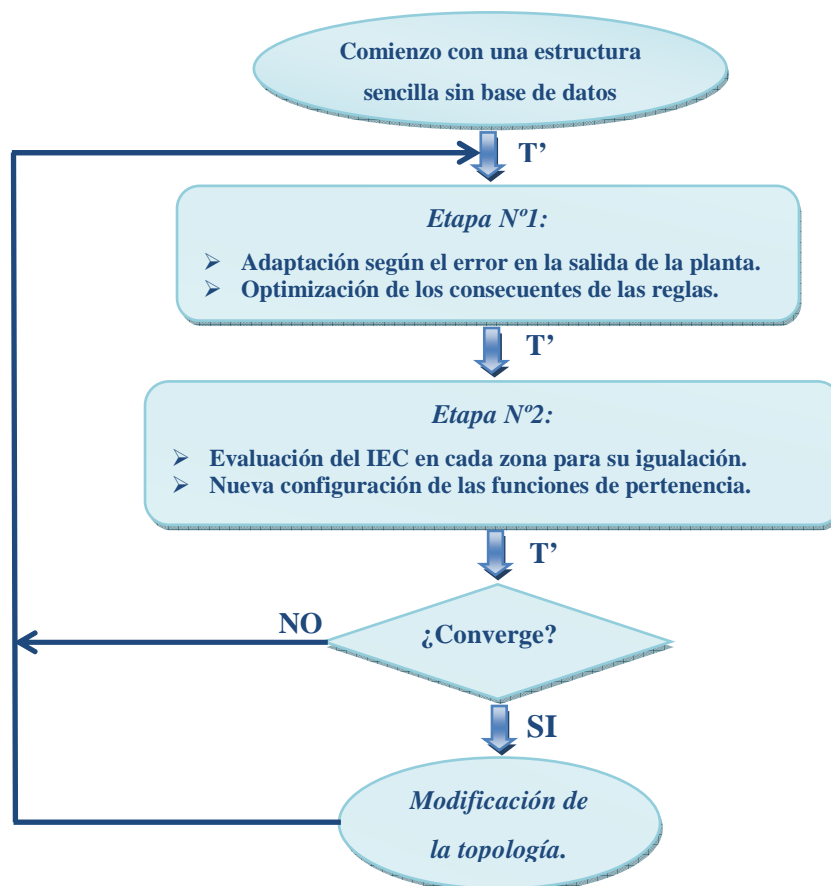 Comienzo con una estructura
sencilla sin base de datos
T’
Etapa Nº1:
➢ Adaptación según el error en la salida de la planta.
➢ Optimización de los consecuentes de las reglas.
T’
Etapa Nº2:
➢ Evaluación del IEC en cada zona para su igualación.
➢ Nueva configuración de las funciones de pertenencia.
T’
NO
¿Converge?
SI
Modificación de
la topología.